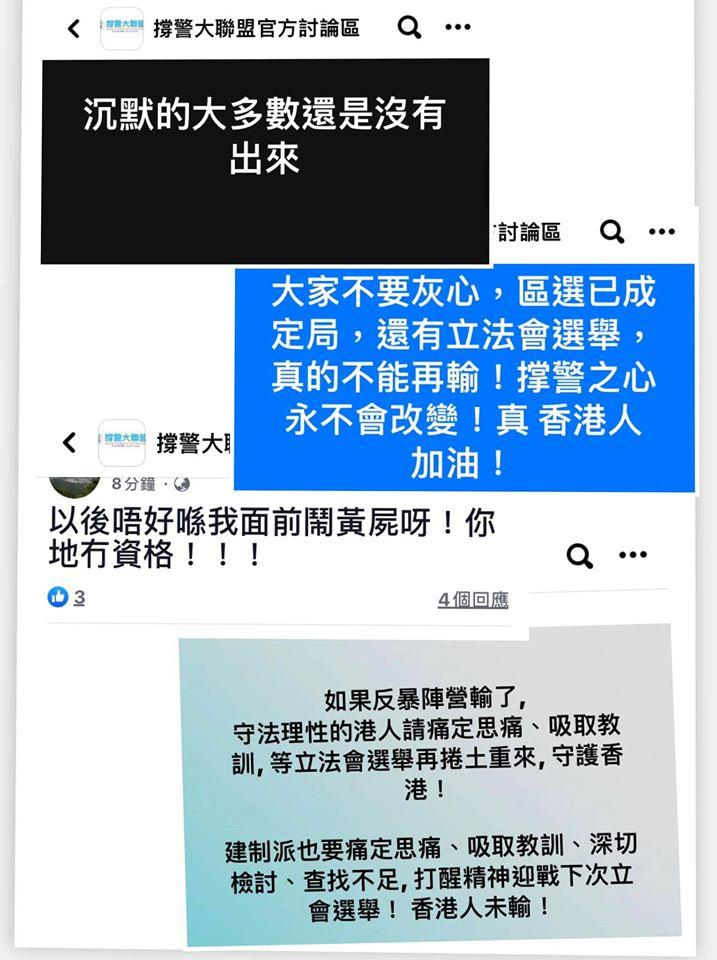 撐警大聯盟官方討論區
沉默的大多數還是沒有
出來
討論區
大家不要灰心，區選已成
定局，還有立法會選舉，
真的不能再輸！撐警之心
永不會改變！真 香港人
加油！
撐警大
8分鐘
以後唔好喺我面前鬧黃屍呀！你
地冇資格！！！
3
4個回應
如果反暴陣營輸了,
守法理性的港人請痛定思痛、吸取教
訓, 等立法會選舉再捲土重來, 守護香
港！
建制派也要痛定思痛、吸取教訓、深切
檢討、查找不足, 打醒精神迎戰下次立
會選舉！ 香港人未輸！